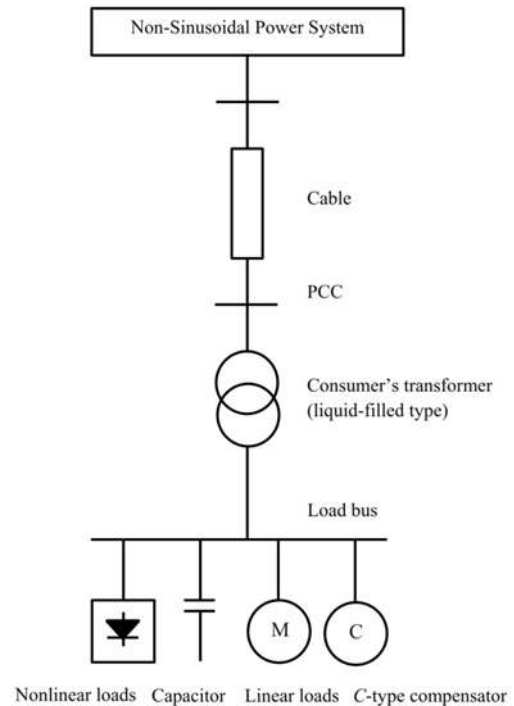 Non-Sinusoidal Power System
Cable
PCC
Consumer's transformer
(liquid-filled type)
Load bus
M
C
Nonlinear loads Capacitor Linear loads C-type compensator